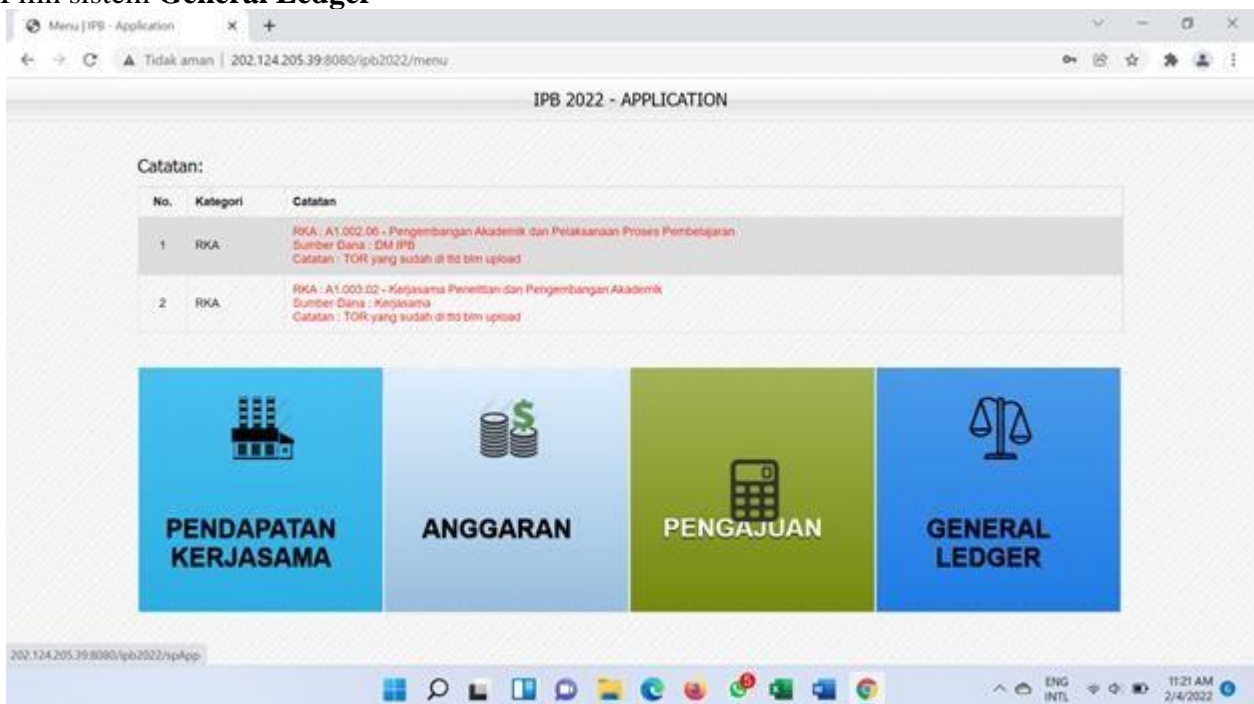 Pilih sistem General Ledger
Menu | IPB - Application
Tidak aman | 202.124.205.39:8080/ipb2022/menu
IPB 2022 - APPLICATION
Catatan:
No. Kategori Catatan
1 RKA
RKA : A1.002.06 - Pengembangan Akademik dan Pelaksanaan Proses Pembelajaran
Sumber Dana : DM IPB
Catatan : TOR yang sudah di ttd blm upload
2 RKA
RKA : A1.003.02 - Kerjasama Penelitian dan Pengembangan Akademik
Sumber Dana : Kerjasama
Catatan : TOR yang sudah di ttd blm upload
PENDAPATAN
KERJASAMA
ANGGARAN
PENGAJUAN
GENERAL
LEDGER
202.124.205.39:8080/ipb2022/spApp
ENG
INTL
11:21 AM
2/4/2022